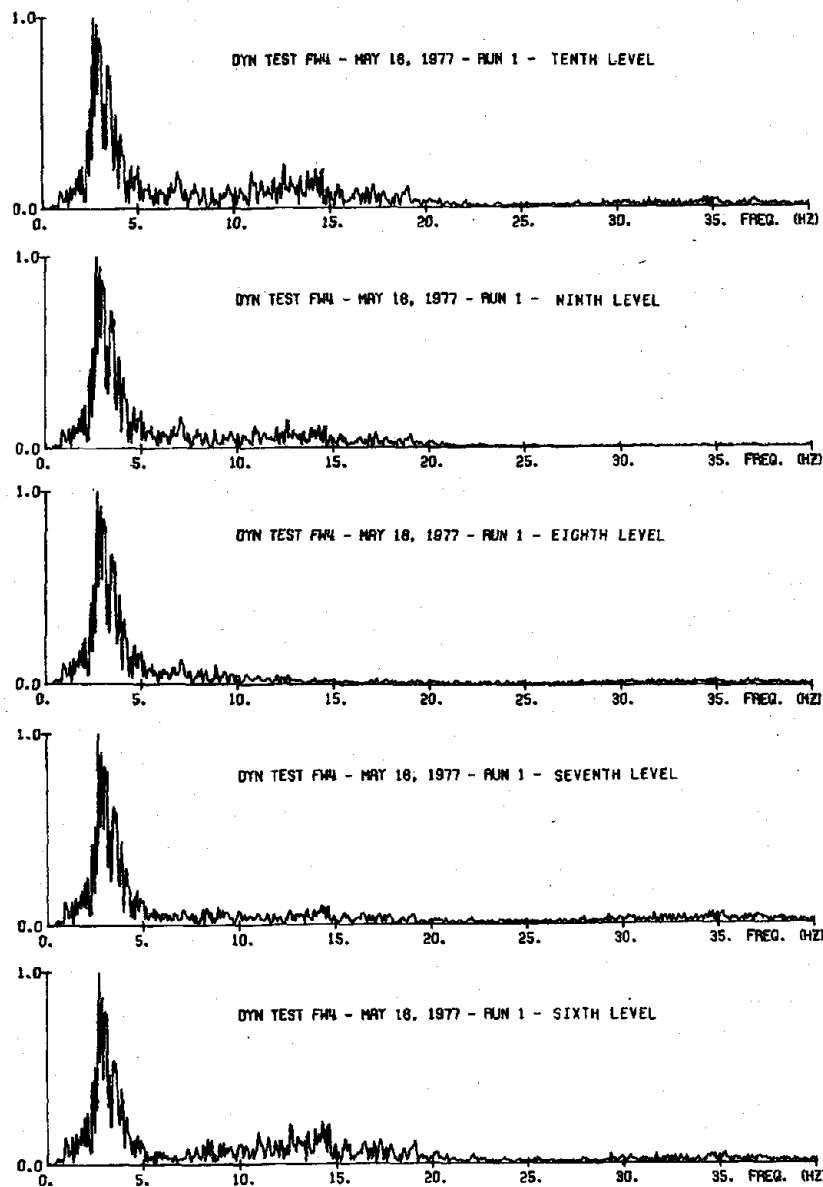 1.0
DYN TEST FW4 - MAY 16, 1977 - RUN 1 - TENTH LEVEL
0.0
0. 5. 10. 15. 20. 25. 30. 35. FREQ. (HZ)
1.0
DYN TEST FW4 - MAY 16, 1977 - RUN 1 - NINTH LEVEL
0.0
0. 5. 10. 15. 20. 25. 30. 35. FREQ. (HZ)
1.0
DYN TEST FW4 - MAY 16, 1977 - RUN 1 - EIGHTH LEVEL
0.0
0. 5. 10. 15. 20. 25. 30. 35. FREQ. (HZ)
1.0
DYN TEST FW4 - MAY 16, 1977 - RUN 1 - SEVENTH LEVEL
0.0
0. 5. 10. 15. 20. 25. 30. 35. FREQ. (HZ)
1.0
DYN TEST FW4 - MAY 16, 1977 - RUN 1 - SIXTH LEVEL
0.0
0. 5. 10. 15. 20. 25. 30. 35. FREQ. (HZ)